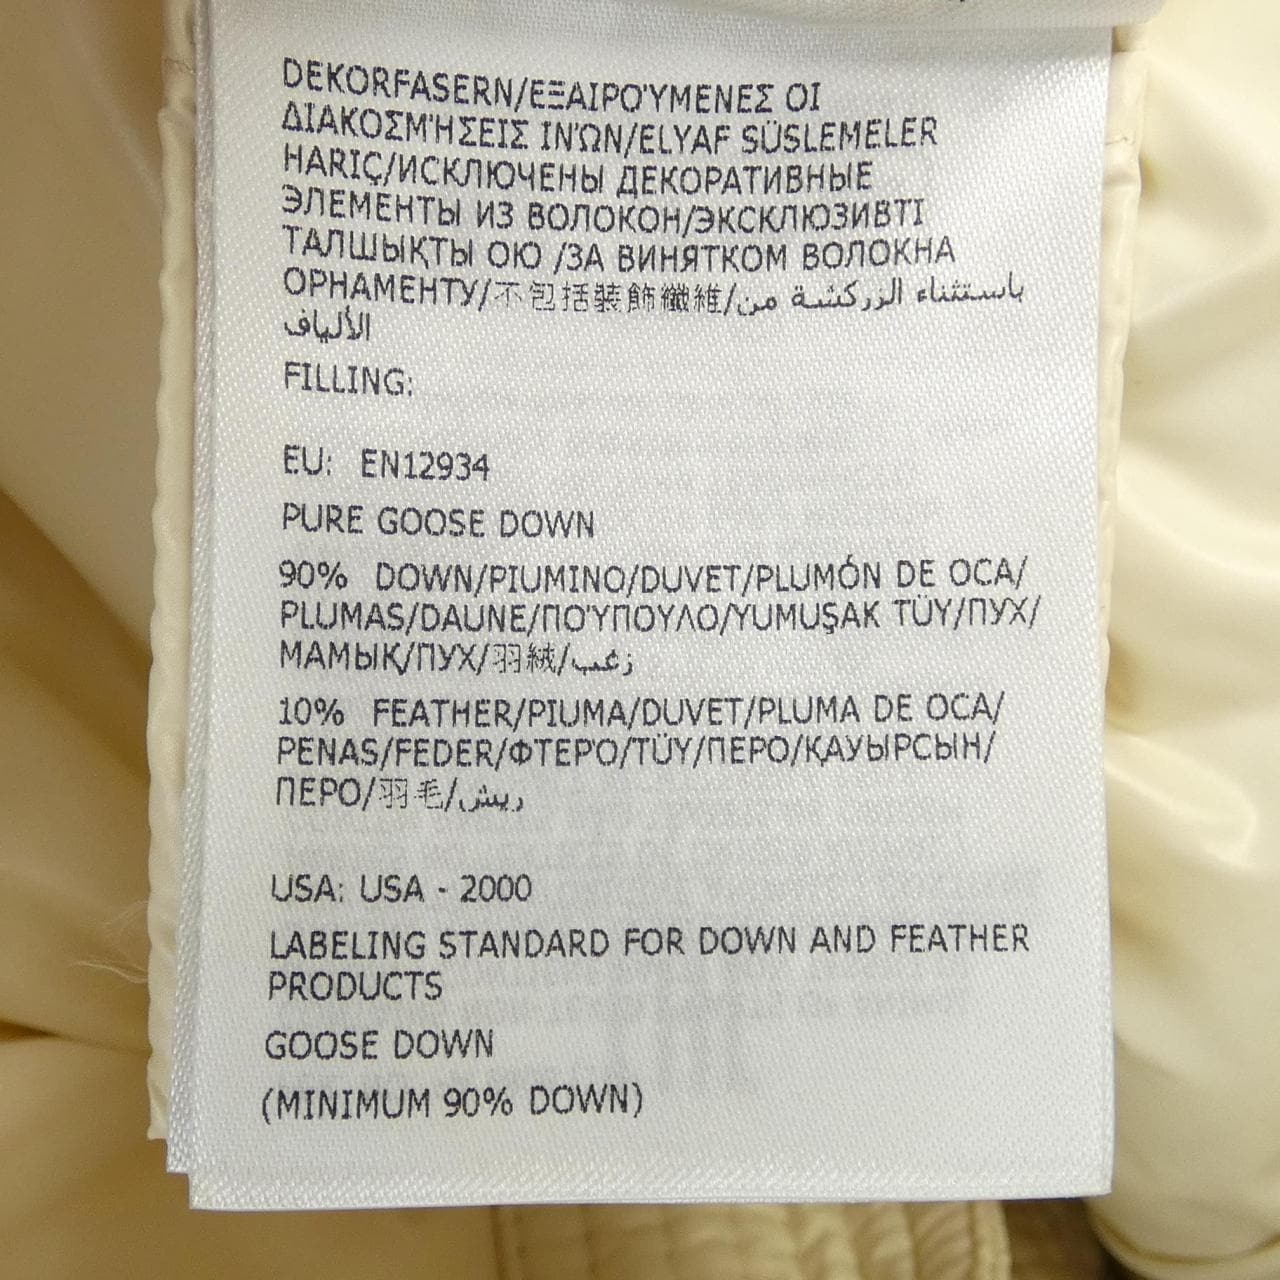 DEKORFASERN/ΕΞΑΙΡΟΎΜΕΝΕΣ ΟΙ
ΔΙΑΚΟΣΜΉΣΕΙΣ ΙΝΏΝ/ELYAF SÜSLEMELER
HARIÇ/ИСКЛЮЧЕНЫ ДЕКОРАТИВНЫЕ
ЭЛЕМЕНТЫ ИЗ ВОЛОКОН/ЭКСКЛЮЗИВТІ
ТАЛШЫҚТЫ ОЮ /ЗА ВИНЯТКОМ ВОЛОКНА
ОРНАМЕНТУ/不包括裝飾纖維/باستثناء الزركشة من
الألياف
FILLING:
EU: EN12934
PURE GOOSE DOWN
90% DOWN/PIUMINO/DUVET/PLUMÓN DE OCA/
PLUMAS/DAUNE/ΠΟΎΠΟΥΛΟ/YUMUŞAK TÜY/ПУХ/
МАМЫҚ/ПУХ/羽絨/زغب
10% FEATHER/PIUMA/DUVET/PLUMA DE OCA/
PENAS/FEDER/ΦΤΕΡΟ/TÜY/ПЕРО/ҚАУЫРСЫН/
ПЕРО/羽毛/ريش
USA: USA - 2000
LABELING STANDARD FOR DOWN AND FEATHER
PRODUCTS
GOOSE DOWN
(MINIMUM 90% DOWN)